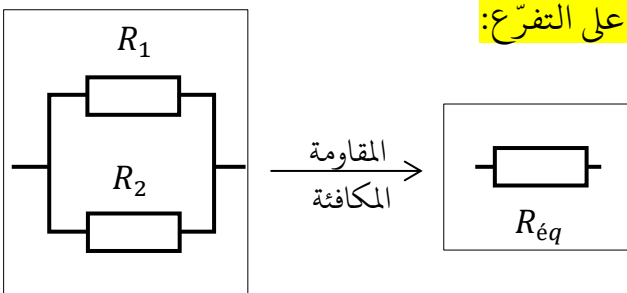 على التفرّع:
R₁
R₂
المقاومة
المكافئة
Réq